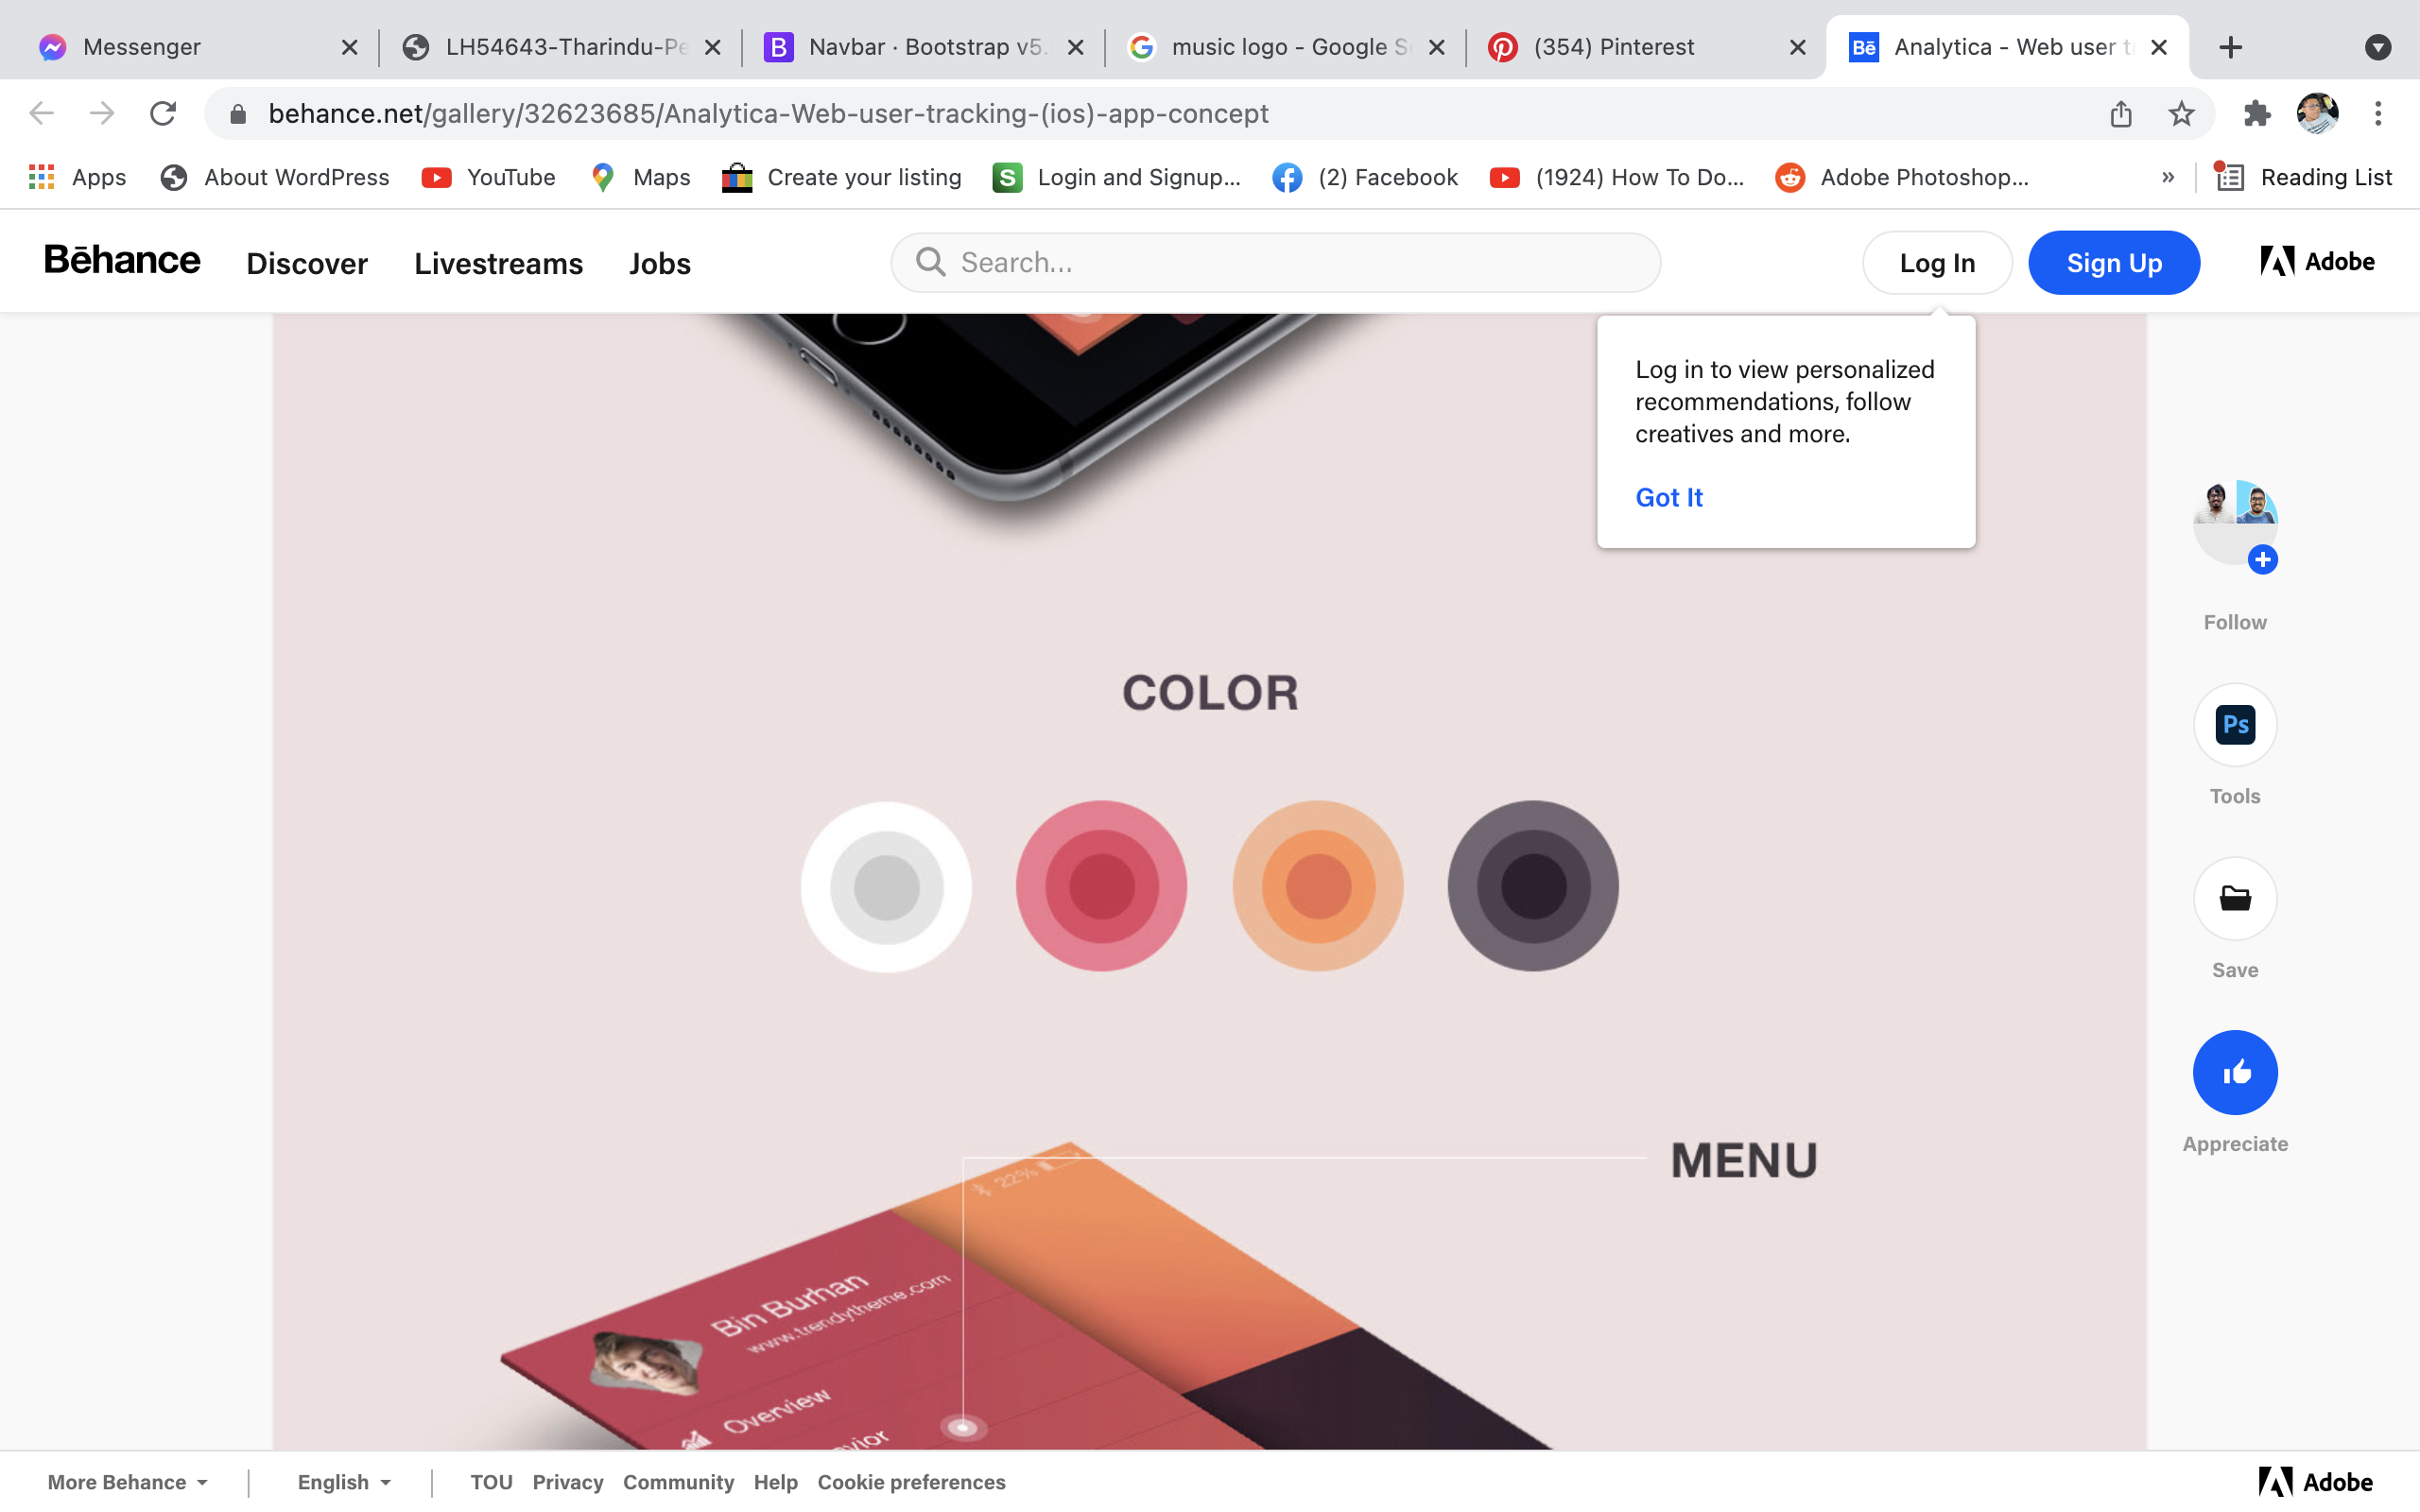 Messenger
LH54643-Tharindu-Pe
Navbar · Bootstrap v5.
music logo - Google S
(354) Pinterest
Bē Analytica - Web user t
behance.net/gallery/32623685/Analytica-Web-user-tracking-(ios)-app-concept
Apps
About WordPress
YouTube
Maps
Create your listing
Login and Signup...
(2) Facebook
(1924) How To Do...
Adobe Photoshop...
»
Reading List
Bēhance
Discover
Livestreams
Jobs
Search...
Log In
Sign Up
Adobe
Log in to view personalized
recommendations, follow
creatives and more.
Got It
Follow
COLOR
Ps
Tools
Save
Appreciate
MENU
22%
Bin Burhan
www.trendytheme.com
Overview
More Behance
English
TOU
Privacy
Community
Help
Cookie preferences
Adobe